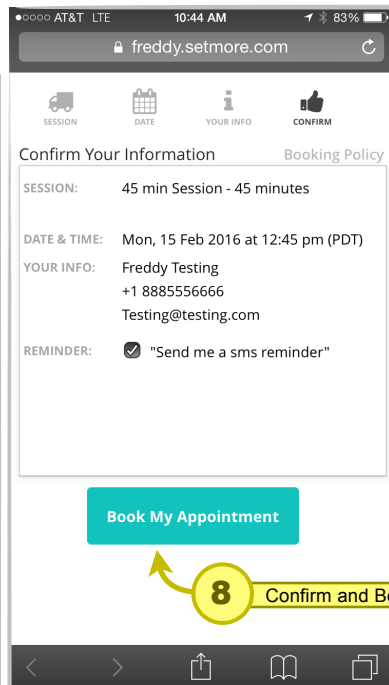 AT&T LTE 10:44 AM 83%
freddy.setmore.com
SESSION DATE YOUR INFO CONFIRM
Confirm Your Information Booking Policy
SESSION: 45 min Session - 45 minutes
DATE & TIME: Mon, 15 Feb 2016 at 12:45 pm (PDT)
YOUR INFO: Freddy Testing
+1 8885556666
Testing@testing.com
REMINDER: "Send me a sms reminder"
Book My Appointment
8 Confirm and